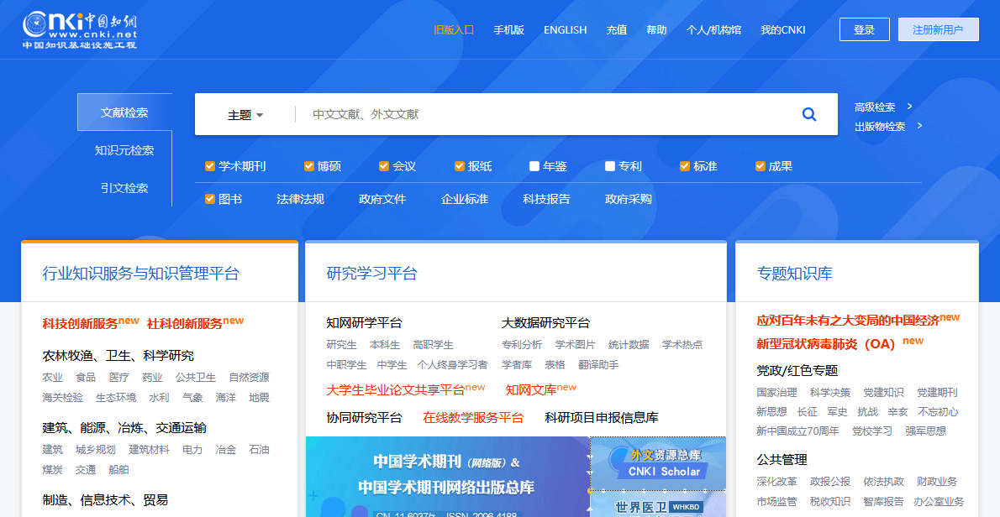 cnki 中国知网
www.cnki.net
中国知识基础设施工程
旧版入口 手机版 ENGLISH 充值 帮助 个人/机构馆 我的CNKI 登录 注册新用户
文献检索
知识元检索
引文检索
主题 中文文献、外文文献
高级检索 >
出版物检索 >
学术期刊 博硕 会议 报纸 年鉴 专利 标准 成果
图书 法律法规 政府文件 企业标准 科技报告 政府采购
行业知识服务与知识管理平台
科技创新服务new 社科创新服务new
农林牧渔、卫生、科学研究
农业 食品 医疗 药业 公共卫生 自然资源
海关检验 生态环境 水利 气象 海洋 地震
建筑、能源、冶炼、交通运输
建筑 城乡规划 建筑材料 电力 冶金 石油
煤炭 交通 船舶
制造、信息技术、贸易
研究学习平台
知网研学平台
研究生 本科生 高职学生
中职学生 中学生 个人终身学习者
大数据研究平台
专利分析 学术图片 统计数据 学术热点
学者库 表格 翻译助手
大学生毕业论文共享平台new 知网文库new
协同研究平台 在线教学服务平台 科研项目申报信息库
中国学术期刊（网络版）&
中国学术期刊网络出版总库
CN 11-6037/z ISSN 2096-4188
外文资源总库
CNKI Scholar
世界医卫 WHKBD
专题知识库
应对百年未有之大变局的中国经济new
新型冠状病毒肺炎（OA） new
党政/红色专题
国家治理 科学决策 党建知识 党建期刊
新思想 长征 军史 抗战 辛亥 不忘初心
新中国成立70周年 党校学习 强军思想
公共管理
深化改革 政报公报 依法执政 财政业务
市场监管 税收知识 智库报告 办公室业务